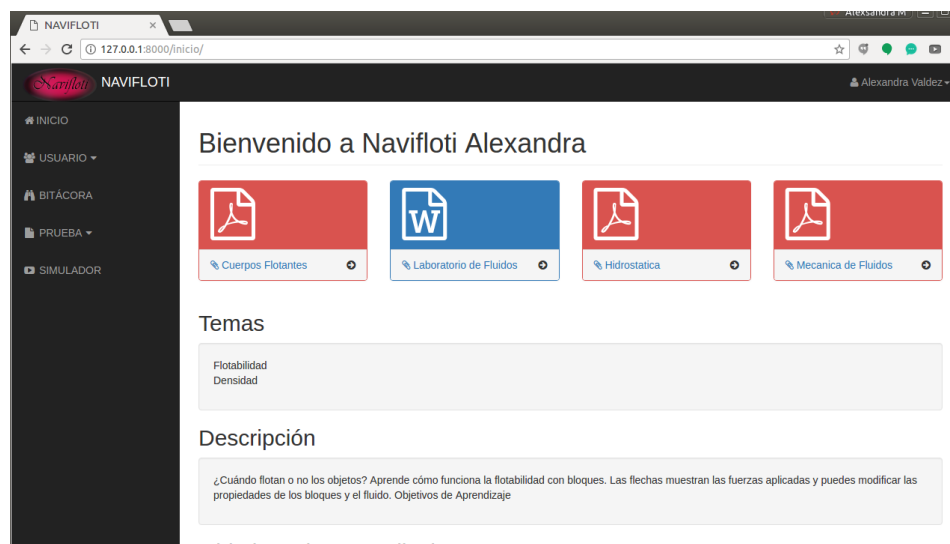 NAVIFLOTI
Alexsandra M
127.0.0.1:8000/inicio/
Navifloti NAVIFLOTI
Alexandra Valdez
INICIO
USUARIO
BITÁCORA
PRUEBA
SIMULADOR
Bienvenido a Navifloti Alexandra
W
Cuerpos Flotantes
Laboratorio de Fluidos
Hidrostatica
Mecanica de Fluidos
Temas
Flotabilidad
Densidad
Descripción
¿Cuándo flotan o no los objetos? Aprende cómo funciona la flotabilidad con bloques. Las flechas muestran las fuerzas aplicadas y puedes modificar las
propiedades de los bloques y el fluido. Objetivos de Aprendizaje